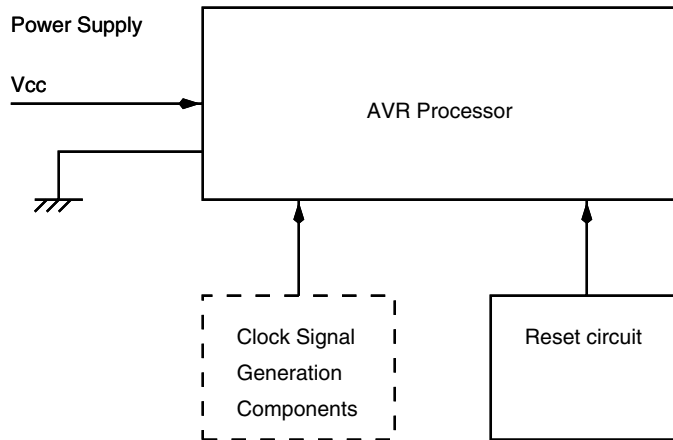 Power Supply
Vcc
AVR Processor
Clock Signal
Generation
Components
Reset circuit